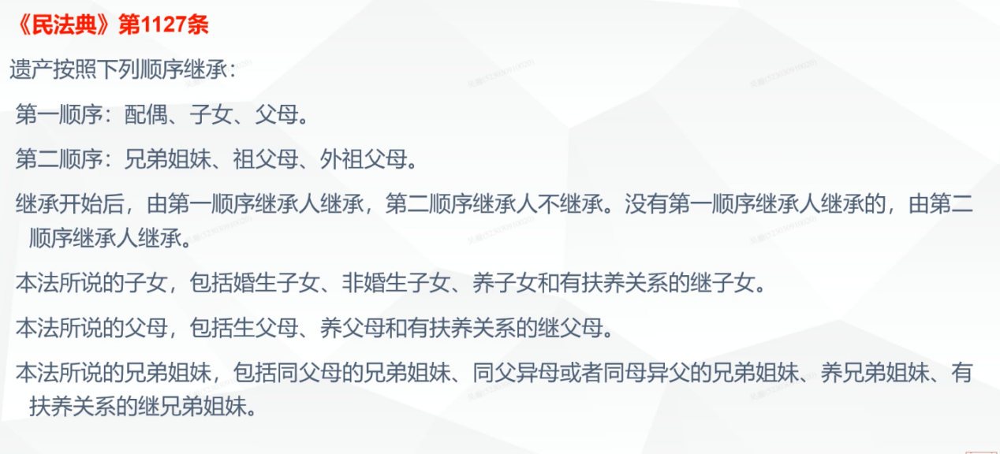 《民法典》第1127条
遗产按照下列顺序继承：
第一顺序：配偶、子女、父母。
第二顺序：兄弟姐妹、祖父母、外祖父母。
继承开始后，由第一顺序继承人继承，第二顺序继承人不继承。没有第一顺序继承人继承的，由第二
顺序继承人继承。
本法所说的子女，包括婚生子女、非婚生子女、养子女和有扶养关系的继子女。
本法所说的父母，包括生父母、养父母和有扶养关系的继父母。
本法所说的兄弟姐妹，包括同父母的兄弟姐妹、同父异母或者同母异父的兄弟姐妹、养兄弟姐妹、有
扶养关系的继兄弟姐妹。